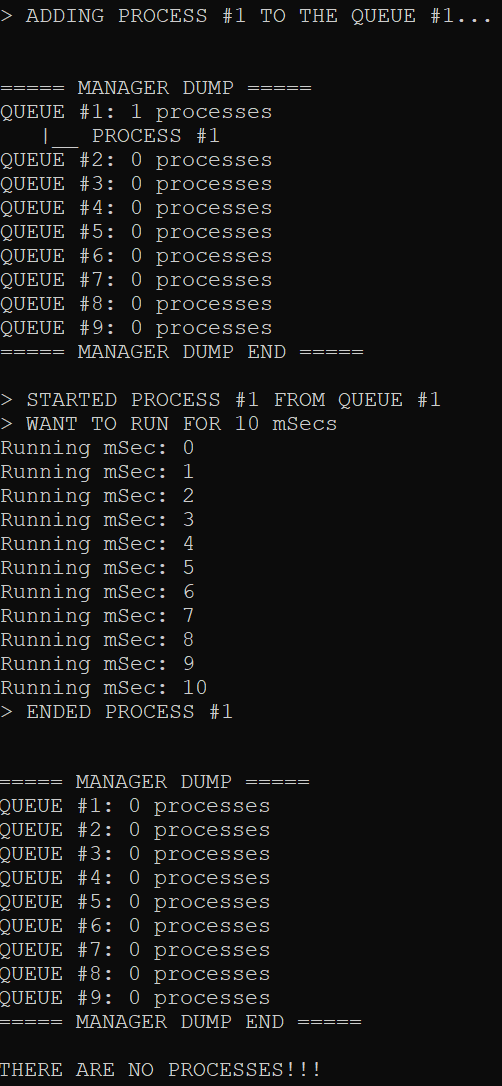 > ADDING PROCESS #1 TO THE QUEUE #1...
===== MANAGER DUMP =====
QUEUE #1: 1 processes
   |__ PROCESS #1
QUEUE #2: 0 processes
QUEUE #3: 0 processes
QUEUE #4: 0 processes
QUEUE #5: 0 processes
QUEUE #6: 0 processes
QUEUE #7: 0 processes
QUEUE #8: 0 processes
QUEUE #9: 0 processes
===== MANAGER DUMP END =====
> STARTED PROCESS #1 FROM QUEUE #1
> WANT TO RUN FOR 10 mSecs
Running mSec: 0
Running mSec: 1
Running mSec: 2
Running mSec: 3
Running mSec: 4
Running mSec: 5
Running mSec: 6
Running mSec: 7
Running mSec: 8
Running mSec: 9
Running mSec: 10
> ENDED PROCESS #1
===== MANAGER DUMP =====
QUEUE #1: 0 processes
QUEUE #2: 0 processes
QUEUE #3: 0 processes
QUEUE #4: 0 processes
QUEUE #5: 0 processes
QUEUE #6: 0 processes
QUEUE #7: 0 processes
QUEUE #8: 0 processes
QUEUE #9: 0 processes
===== MANAGER DUMP END =====
THERE ARE NO PROCESSES!!!